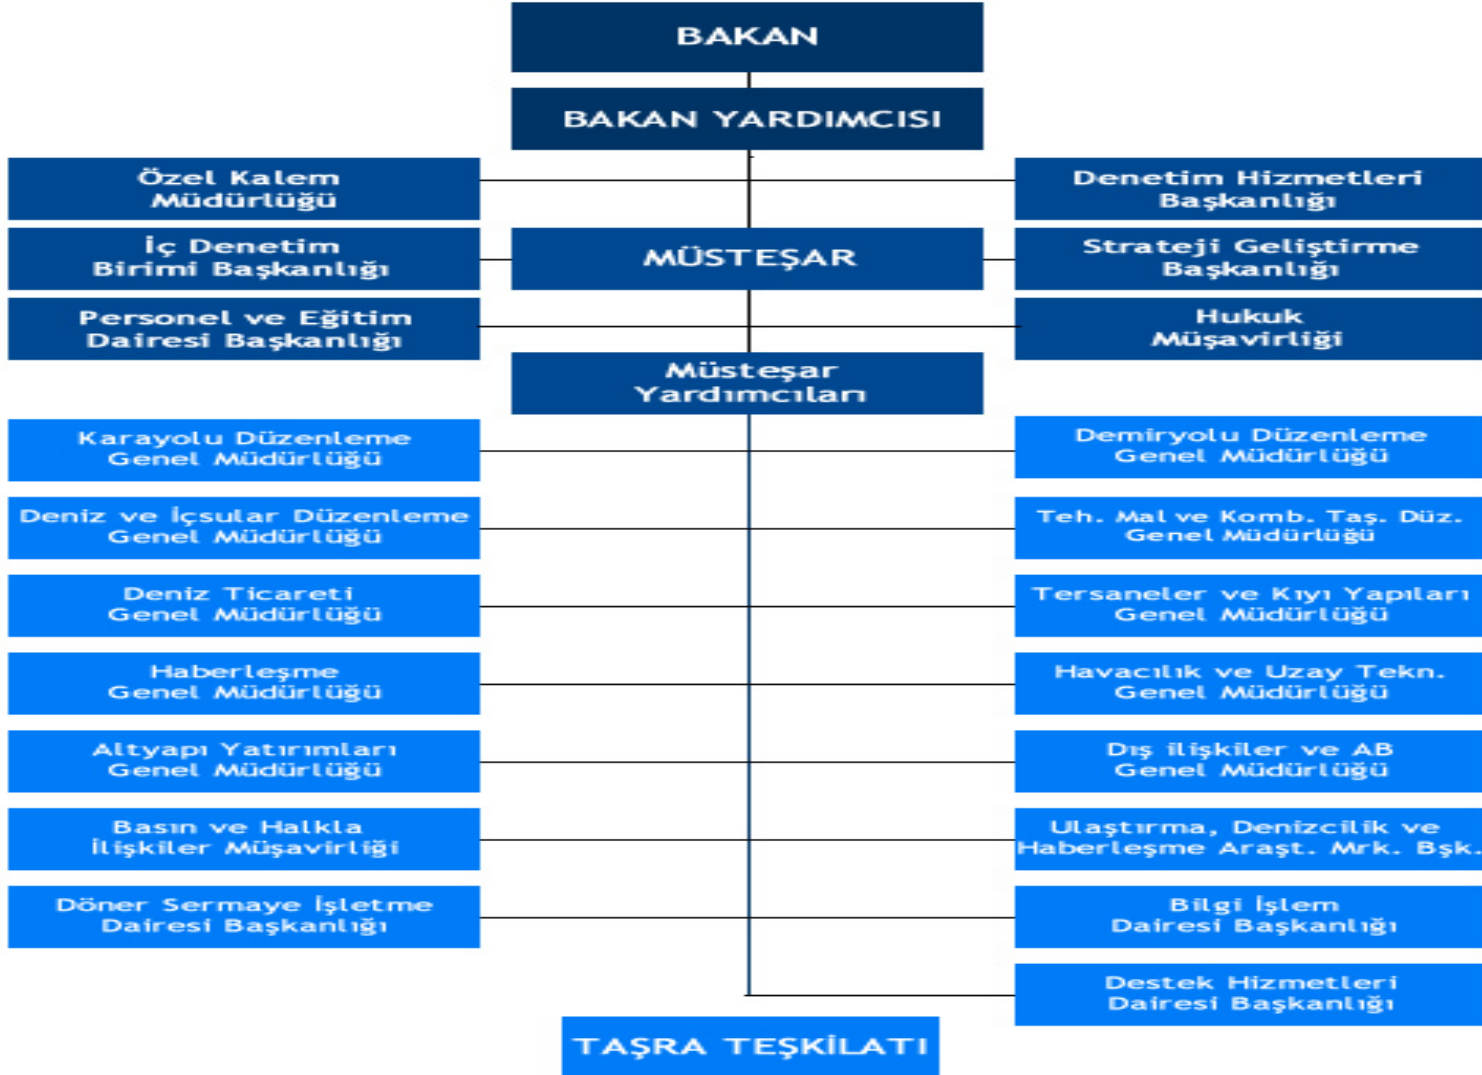 BAKAN
BAKAN YARDIMCISI
Özel Kalem
Müdürlüğü
Denetim Hizmetleri
Başkanlığı
İç Denetim
Birimi Başkanlığı
MÜSTEŞAR
Strateji Geliştirme
Başkanlığı
Personel ve Eğitim
Dairesi Başkanlığı
Hukuk
Müşavirliği
Müsteşar
Yardımcıları
Karayolu Düzenleme
Genel Müdürlüğü
Demiryolu Düzenleme
Genel Müdürlüğü
Deniz ve İçsular Düzenleme
Genel Müdürlüğü
Teh. Mal ve Komb. Taş. Düz.
Genel Müdürlüğü
Deniz Ticareti
Genel Müdürlüğü
Tersaneler ve Kıyı Yapıları
Genel Müdürlüğü
Haberleşme
Genel Müdürlüğü
Havacılık ve Uzay Tekn.
Genel Müdürlüğü
Altyapı Yatırımları
Genel Müdürlüğü
Dış ilişkiler ve AB
Genel Müdürlüğü
Basın ve Halkla
İlişkiler Müşavirliği
Ulaştırma, Denizcilik ve
Haberleşme Araşt. Mrk. Bşk.
Döner Sermaye İşletme
Dairesi Başkanlığı
Bilgi İşlem
Dairesi Başkanlığı
Destek Hizmetleri
Dairesi Başkanlığı
TAŞRA TEŞKİLATI